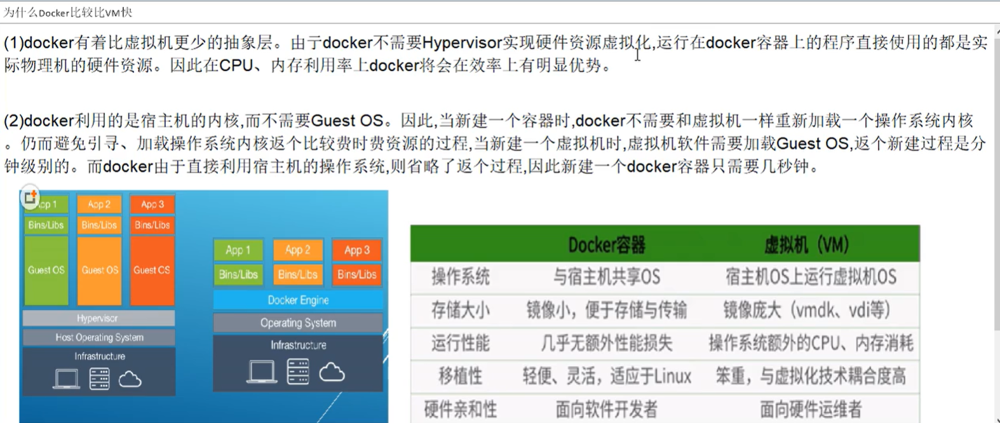 为什么Docker比较比VM快
(1)docker有着比虚拟机更少的抽象层。由亍docker不需要Hypervisor实现硬件资源虚拟化,运行在docker容器上的程序直接使用的都是实
际物理机的硬件资源。因此在CPU、内存利用率上docker将会在效率上有明显优势。
(2)docker利用的是宿主机的内核,而不需要Guest OS。因此,当新建一个容器时,docker不需要和虚拟机一样重新加载一个操作系统内核
。仍而避免引寻、加载操作系统内核返个比较费时费资源的过程,当新建一个虚拟机时,虚拟机软件需要加载Guest OS,返个新建过程是分
钟级别的。而docker由于直接利用宿主机的操作系统,则省略了返个过程,因此新建一个docker容器只需要几秒钟。
App 1 App 2 App 3
Bins/Libs Bins/Libs Bins/Libs
Guest OS Guest OS Guest OS
Hypervisor
Host Operating System
Infrastructure
App 1 App 2 App 3
Bins/Libs Bins/Libs Bins/Libs
Docker Engine
Operating System
Infrastructure
Docker容器 虚拟机（VM）
操作系统 与宿主机共享OS 宿主机OS上运行虚拟机OS
存储大小 镜像小，便于存储与传输 镜像庞大（vmdk、vdi等）
运行性能 几乎无额外性能损失 操作系统额外的CPU、内存消耗
移植性 轻便、灵活，适应于Linux 笨重，与虚拟化技术耦合度高
硬件亲和性 面向软件开发者 面向硬件运维者